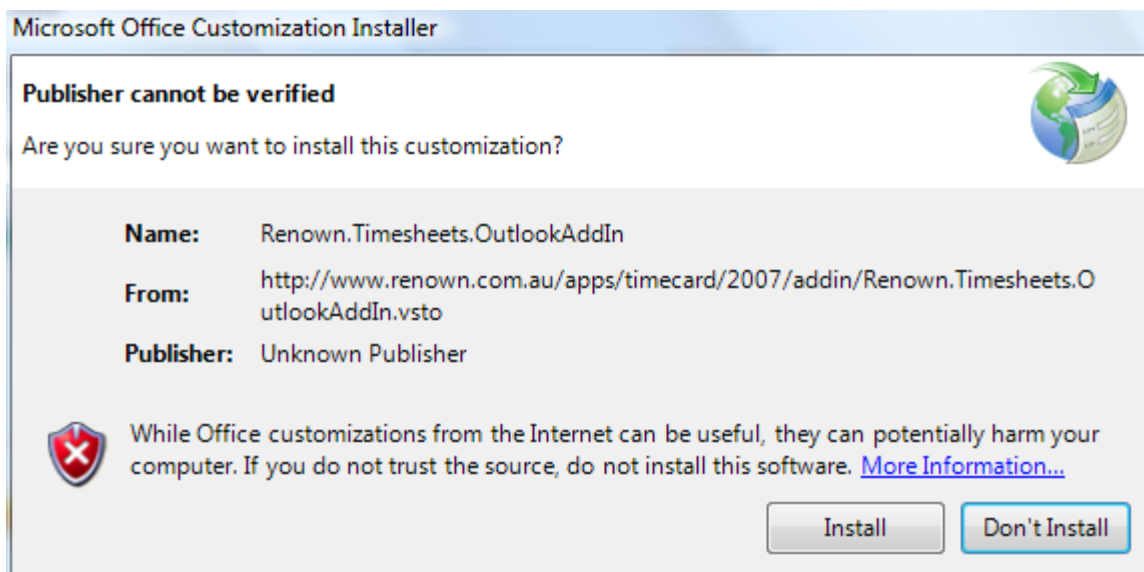 Microsoft Office Customization Installer
Publisher cannot be verified
Are you sure you want to install this customization?
Name: Renown.Timesheets.OutlookAddIn
From: http://www.renown.com.au/apps/timecard/2007/addin/Renown.Timesheets.O
utlookAddIn.vsto
Publisher: Unknown Publisher
While Office customizations from the Internet can be useful, they can potentially harm your
computer. If you do not trust the source, do not install this software. More Information...
Install Don't Install